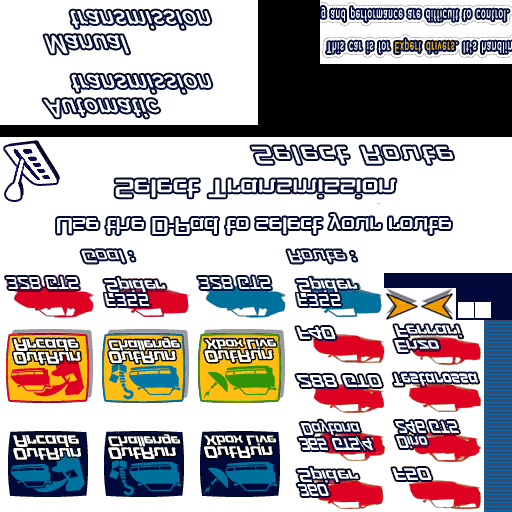 OutRun
Arcade
OutRun
Challenge
OutRun
Xbox Live
360
Spider
F50
365 GTS/4
Daytona
Dino
246 GTS
288 GTO
Testarossa
OutRun
Arcade
OutRun
Challenge
OutRun
Xbox Live
F40
Enzo
Ferrari
328 GTS
F355
Spider
328 GTS
F355
Spider
Goal :
Route :
Use the D-Pad to select your route
Select Transmission
Select Route
Automatic
transmission
Manual
transmission
This car is for Expert drivers. It's handlin
g and performance are difficult to control.